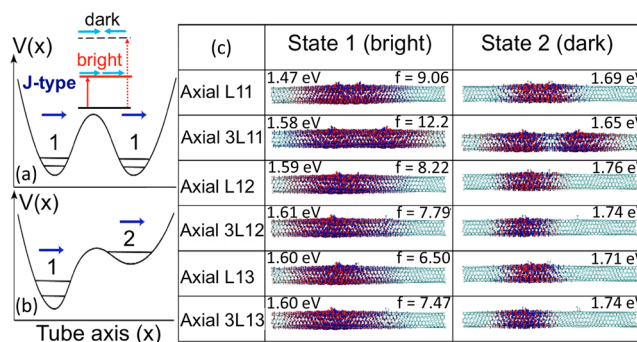 dark
V(x)
bright
J-type
1
1
(a)
V(x)
1
2
(b)
Tube axis (x)
(c)
State 1 (bright)
State 2 (dark)
Axial L11
1.47 eV
f = 9.06
1.69 eV
Axial 3L11
1.58 eV
f = 12.2
1.65 eV
Axial L12
1.59 eV
f = 8.22
1.76 eV
Axial 3L12
1.61 eV
f = 7.79
1.74 eV
Axial L13
1.60 eV
f = 6.50
1.71 eV
Axial 3L13
1.60 eV
f = 7.47
1.74 eV